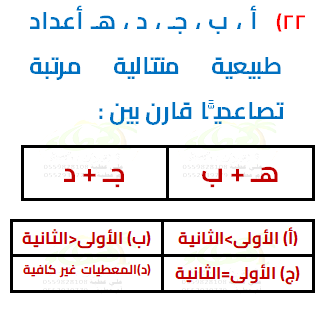 ٢٢) أ ، ب ، جـ ، د ، هـ أعداد
طبيعية متتالية مرتبة
تصاعديًا قارن بين :
هـ + ب
جـ + د
(أ) الأولى>الثانية
(ب) الأولى<الثانية
(ج) الأولى=الثانية
(د)المعطيات غير كافية